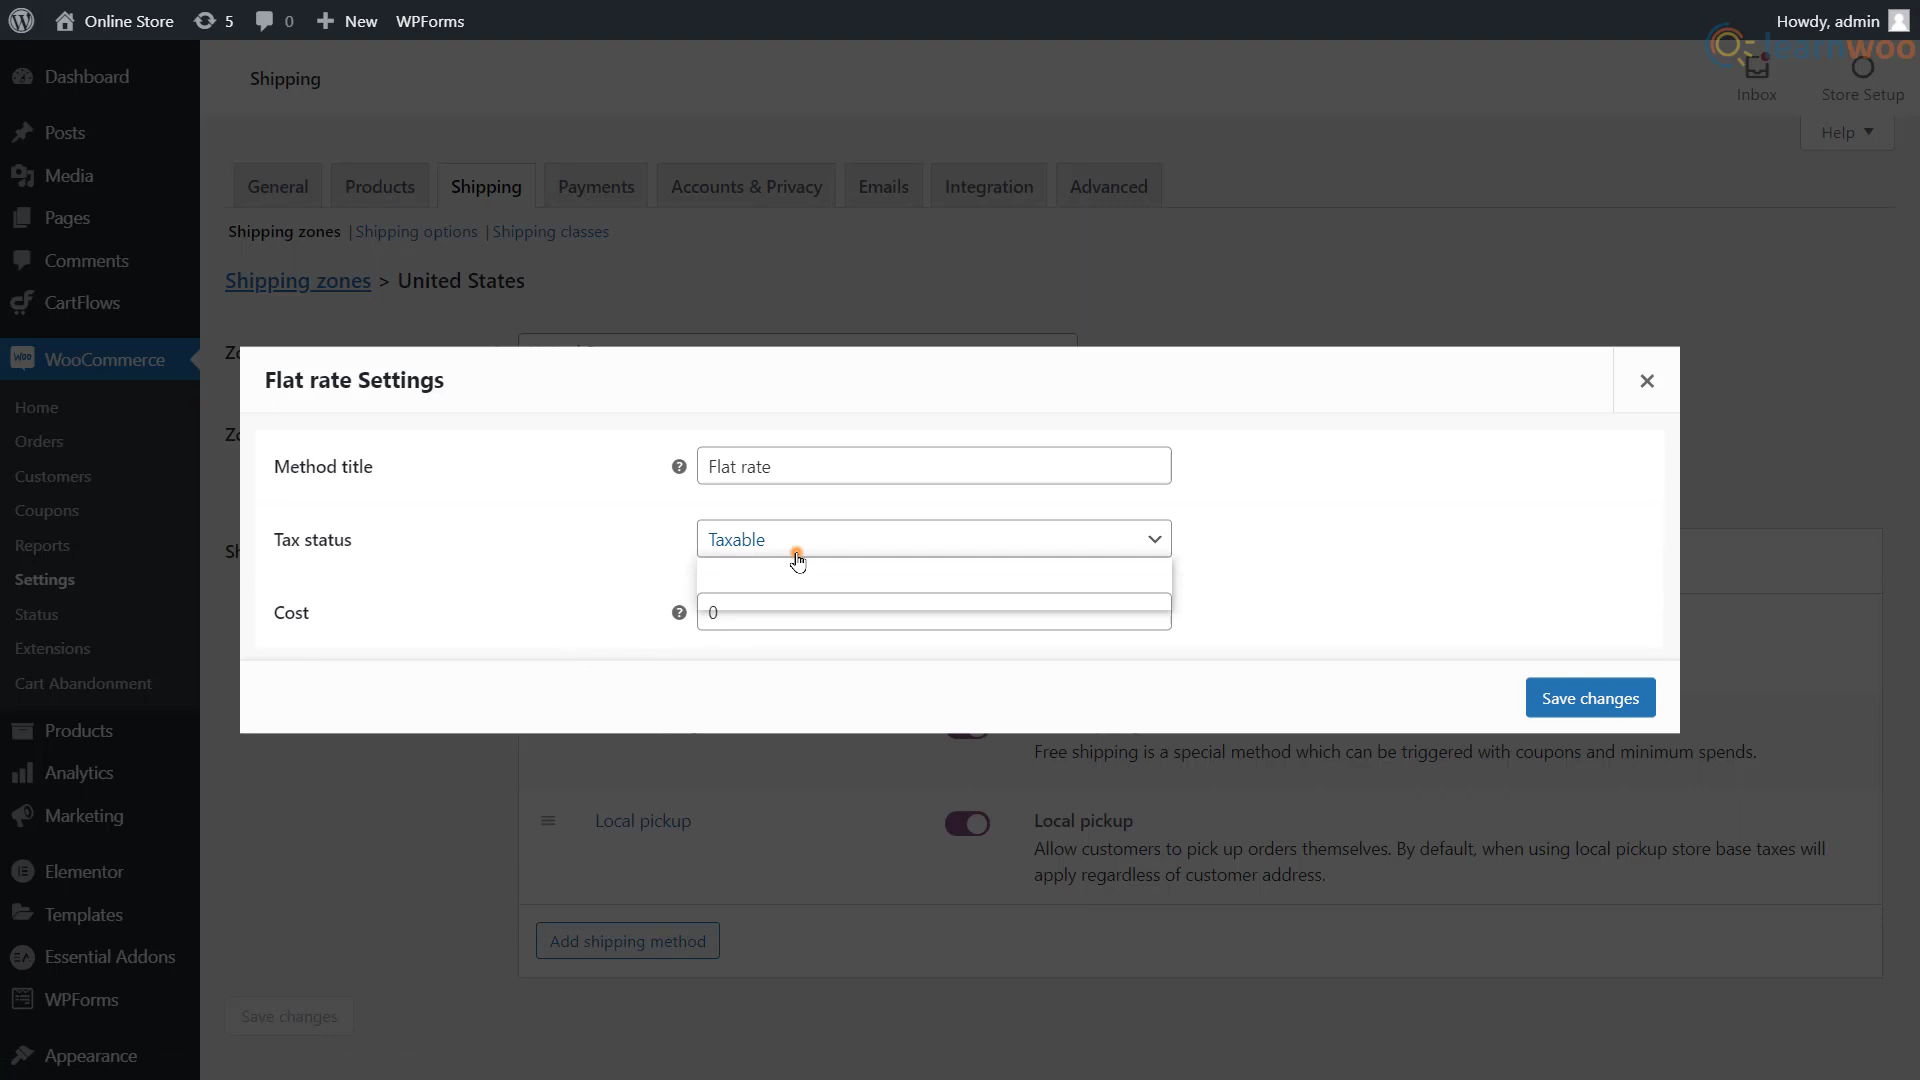 Online Store
5
0
New
WPForms
Howdy, admin
learnwoo
Dashboard
Posts
Media
Pages
Comments
CartFlows
WooCommerce
Home
Orders
Customers
Coupons
Reports
Settings
Status
Extensions
Cart Abandonment
Products
Analytics
Marketing
Elementor
Templates
Essential Addons
WPForms
Appearance
Shipping
Inbox
Store Setup
Help
General
Products
Shipping
Payments
Accounts & Privacy
Emails
Integration
Advanced
Shipping zones | Shipping options | Shipping classes
Shipping zones > United States
Flat rate Settings
Method title
Flat rate
Tax status
Taxable
Cost
0
Save changes
Free shipping is a special method which can be triggered with coupons and minimum spends.
Local pickup
Local pickup
Allow customers to pick up orders themselves. By default, when using local pickup store base taxes will
apply regardless of customer address.
Add shipping method
Save changes